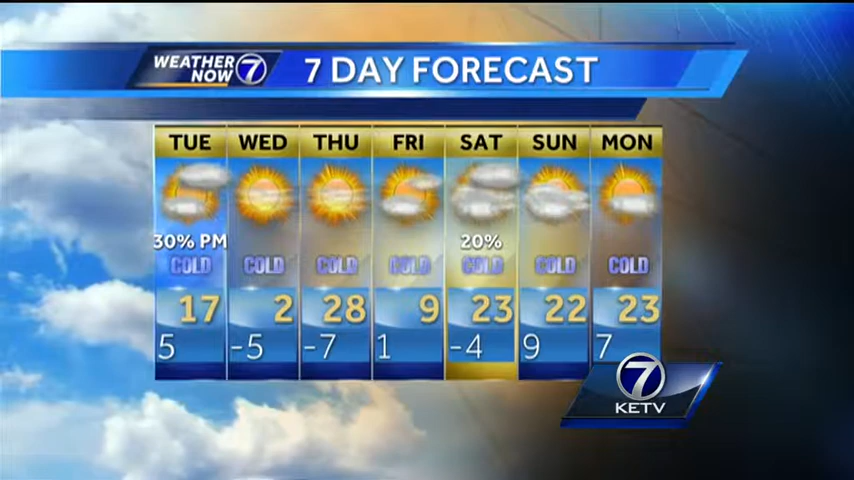 WEATHER NOW 7
7 DAY FORECAST
TUE WED THU FRI SAT SUN MON
30% PM 20%
COLD COLD COLD COLD COLD COLD COLD
17 2 28 9 23 22 23
5 -5 -7 1 -4 9 7
7
KETV